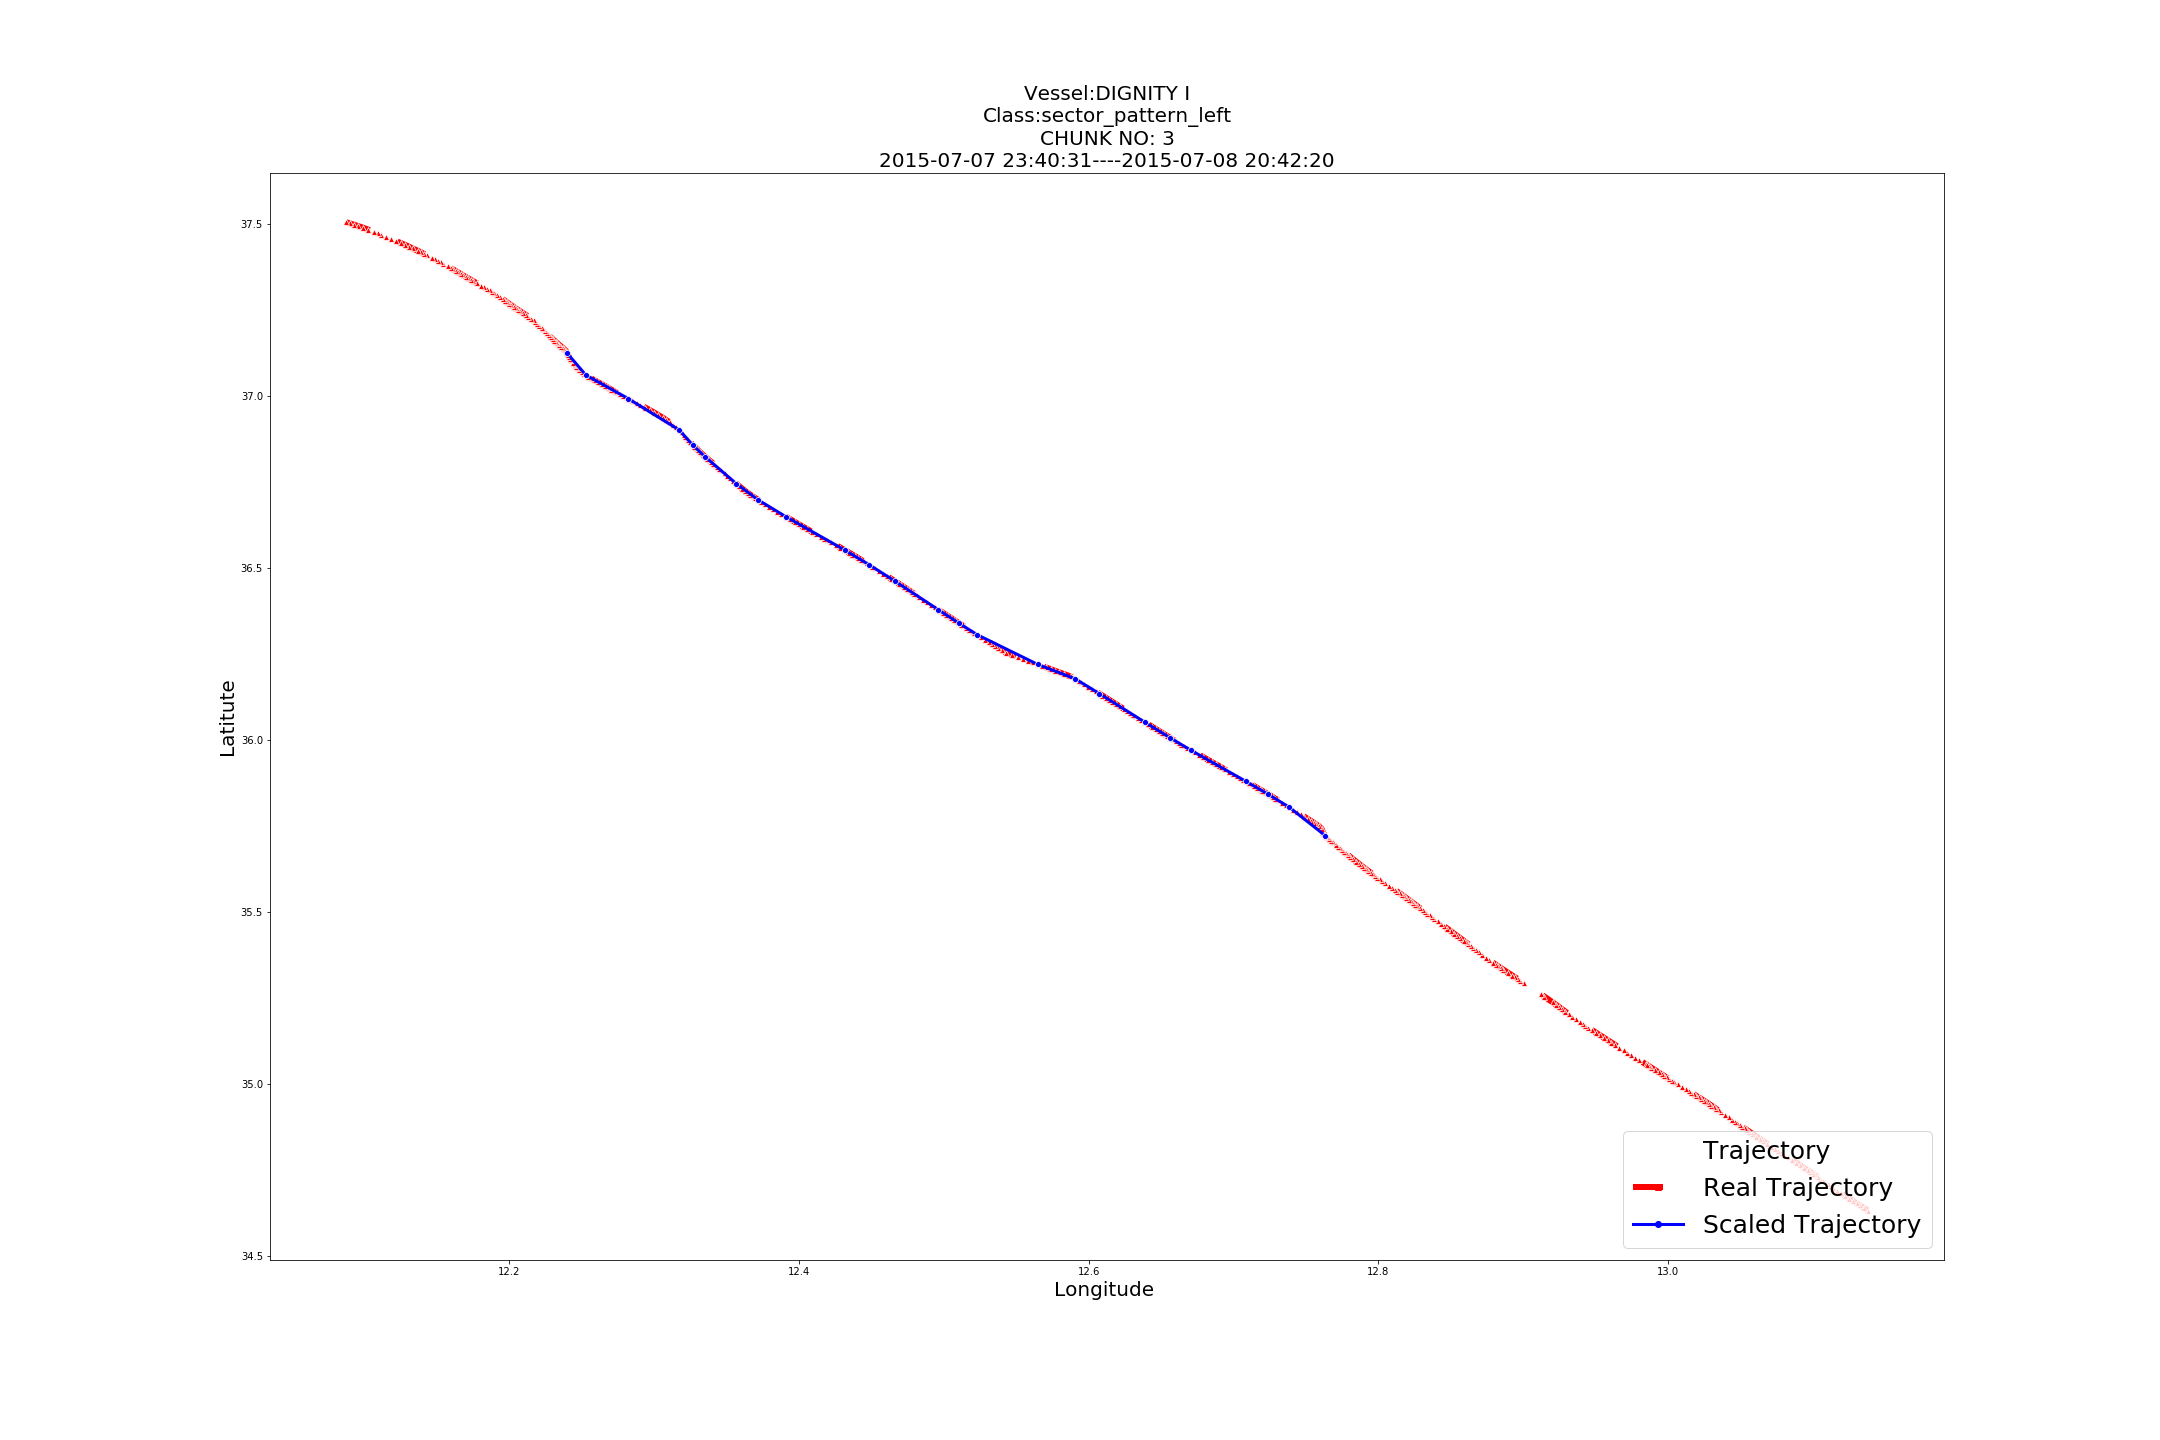 Vessel:DIGNITY I
Class:sector_pattern_left
CHUNK NO: 3
2015-07-07 23:40:31----2015-07-08 20:42:20
37.5
37.0
36.5
36.0
35.5
35.0
34.5
Latitute
12.2
12.4
12.6
12.8
13.0
Longitude
Trajectory
Real Trajectory
Scaled Trajectory